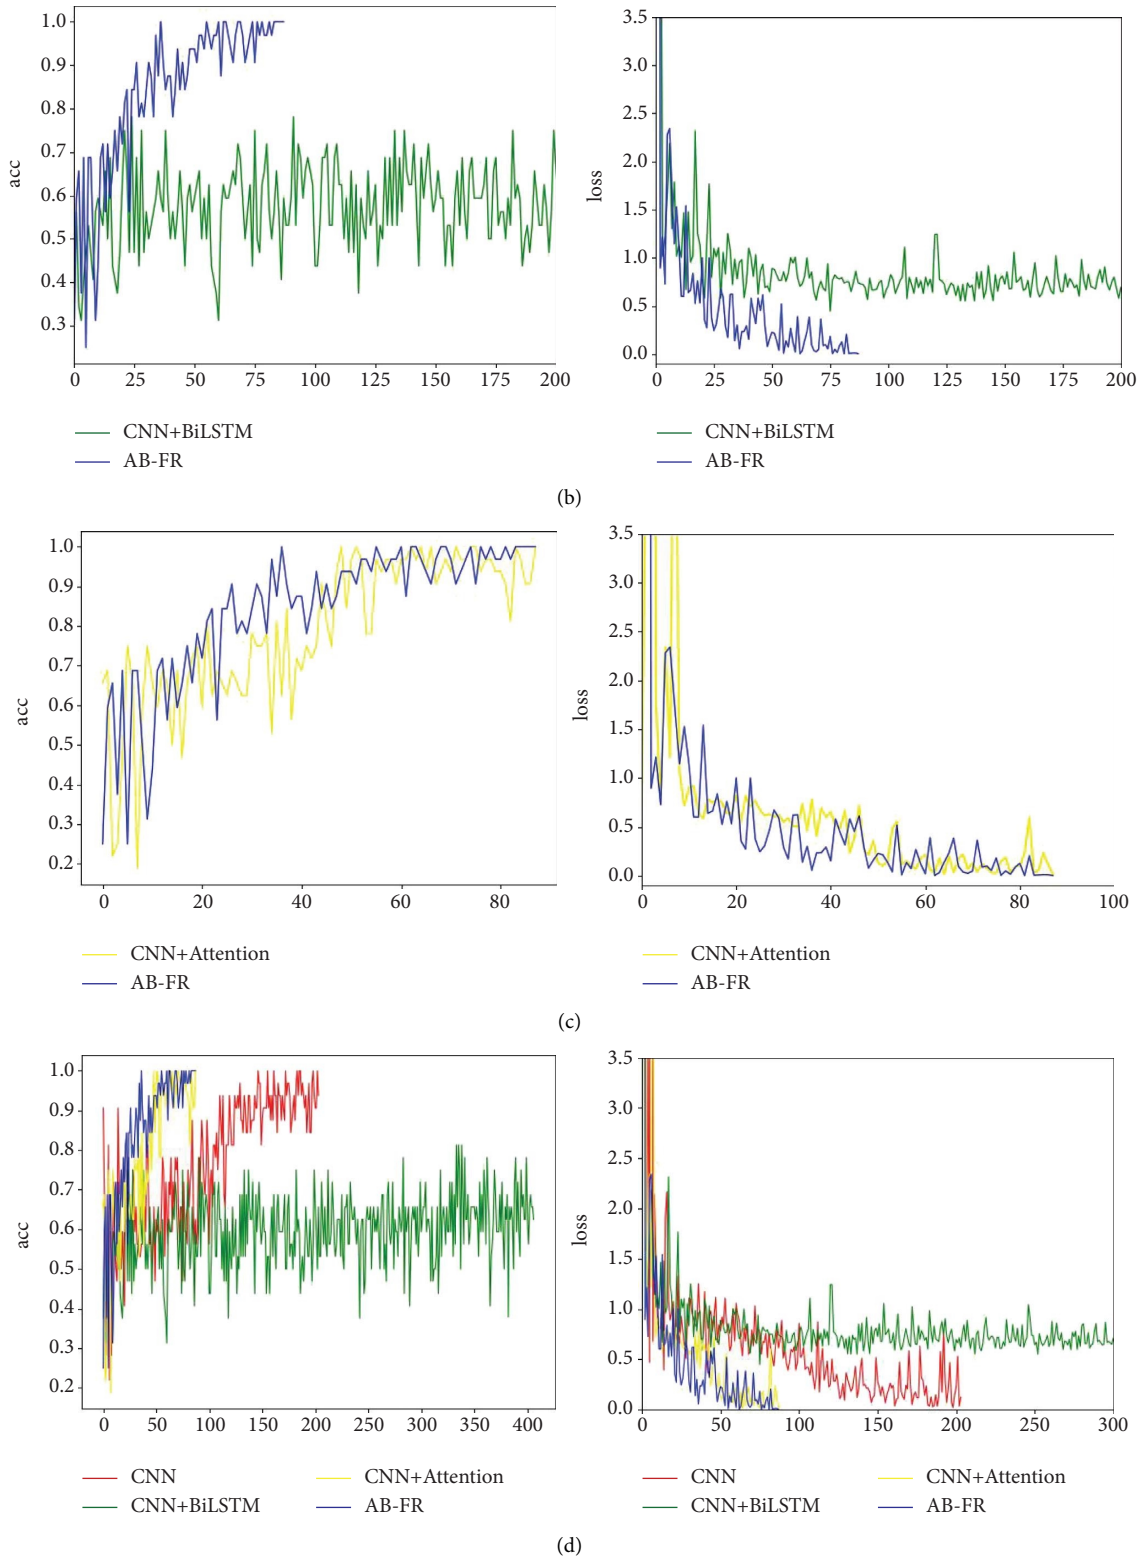 1.0
0.9
0.8
0.7
0.6
0.5
0.4
0.3
acc
0 25 50 75 100 125 150 175 200
CNN+BiLSTM
AB-FR
3.5
3.0
2.5
2.0
1.5
1.0
0.5
0.0
loss
0 25 50 75 100 125 150 175 200
CNN+BiLSTM
AB-FR
(b)
1.0
0.9
0.8
0.7
0.6
0.5
0.4
0.3
0.2
acc
0 20 40 60 80
CNN+Attention
AB-FR
3.5
3.0
2.5
2.0
1.5
1.0
0.5
0.0
loss
0 20 40 60 80 100
CNN+Attention
AB-FR
(c)
1.0
0.9
0.8
0.7
0.6
0.5
0.4
0.3
0.2
acc
0 50 100 150 200 250 300 350 400
CNN CNN+Attention
CNN+BiLSTM AB-FR
3.5
3.0
2.5
2.0
1.5
1.0
0.5
0.0
loss
0 50 100 150 200 250 300
CNN CNN+Attention
CNN+BiLSTM AB-FR
(d)